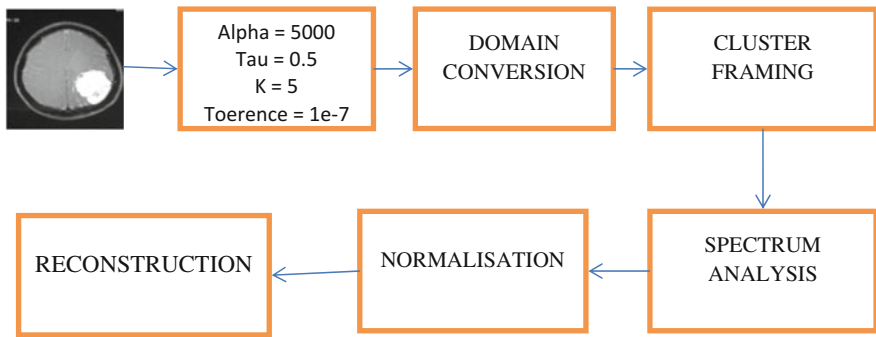 Alpha = 5000
Tau = 0.5
K = 5
Toerence = 1e-7
DOMAIN
CONVERSION
CLUSTER
FRAMING
SPECTRUM
ANALYSIS
NORMALISATION
RECONSTRUCTION